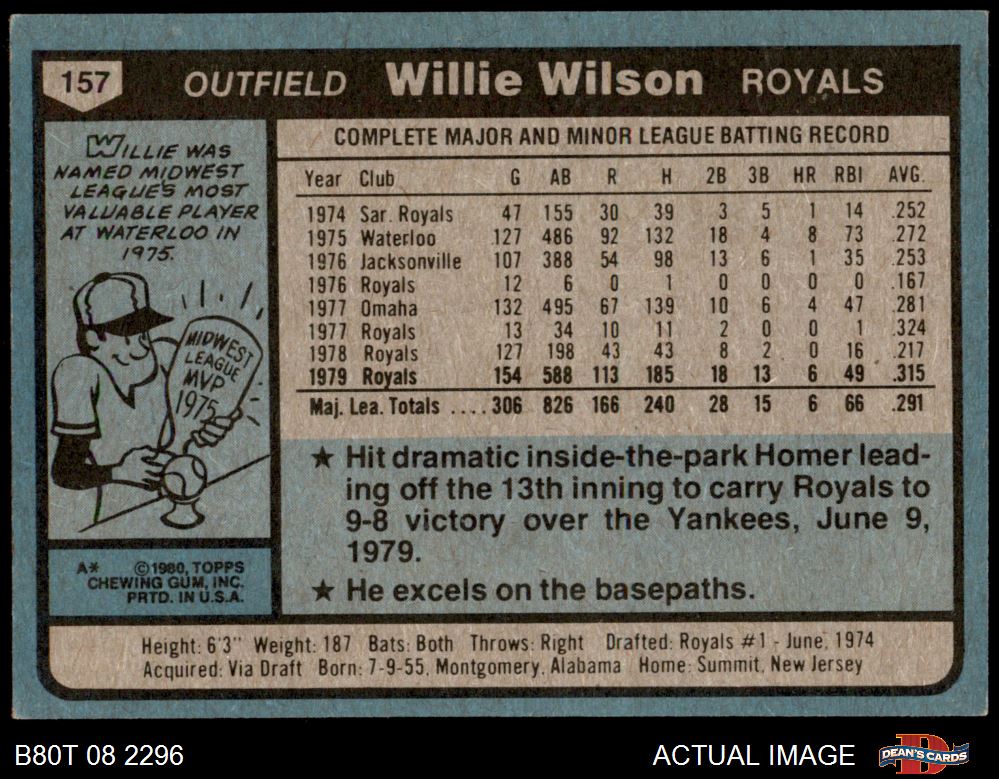 157 OUTFIELD Willie Wilson ROYALS
WILLIE WAS
NAMED MIDWEST
LEAGUE'S MOST
VALUABLE PLAYER
AT WATERLOO IN
1975.
MIDWEST
LEAGUE
MVP
1975
A* ©1980, TOPPS
CHEWING GUM, INC.
PRTD. IN U.S.A.
COMPLETE MAJOR AND MINOR LEAGUE BATTING RECORD
Year Club G AB R H 2B 3B HR RBI AVG.
1974 Sar. Royals 47 155 30 39 3 5 1 14 .252
1975 Waterloo 127 486 92 132 18 4 8 73 .272
1976 Jacksonville 107 388 54 98 13 6 1 35 .253
1976 Royals 12 6 0 1 0 0 0 0 .167
1977 Omaha 132 495 67 139 10 6 4 47 .281
1977 Royals 13 34 10 11 2 0 0 1 .324
1978 Royals 127 198 43 43 8 2 0 16 .217
1979 Royals 154 588 113 185 18 13 6 49 .315
Maj. Lea. Totals .... 306 826 166 240 28 15 6 66 .291
★ Hit dramatic inside-the-park Homer lead-
ing off the 13th inning to carry Royals to
9-8 victory over the Yankees, June 9,
1979.
★ He excels on the basepaths.
Height: 6'3" Weight: 187 Bats: Both Throws: Right Drafted: Royals #1 - June, 1974
Acquired: Via Draft Born: 7-9-55, Montgomery, Alabama Home: Summit, New Jersey
B80T 08 2296 ACTUAL IMAGE DEAN'S CARDS